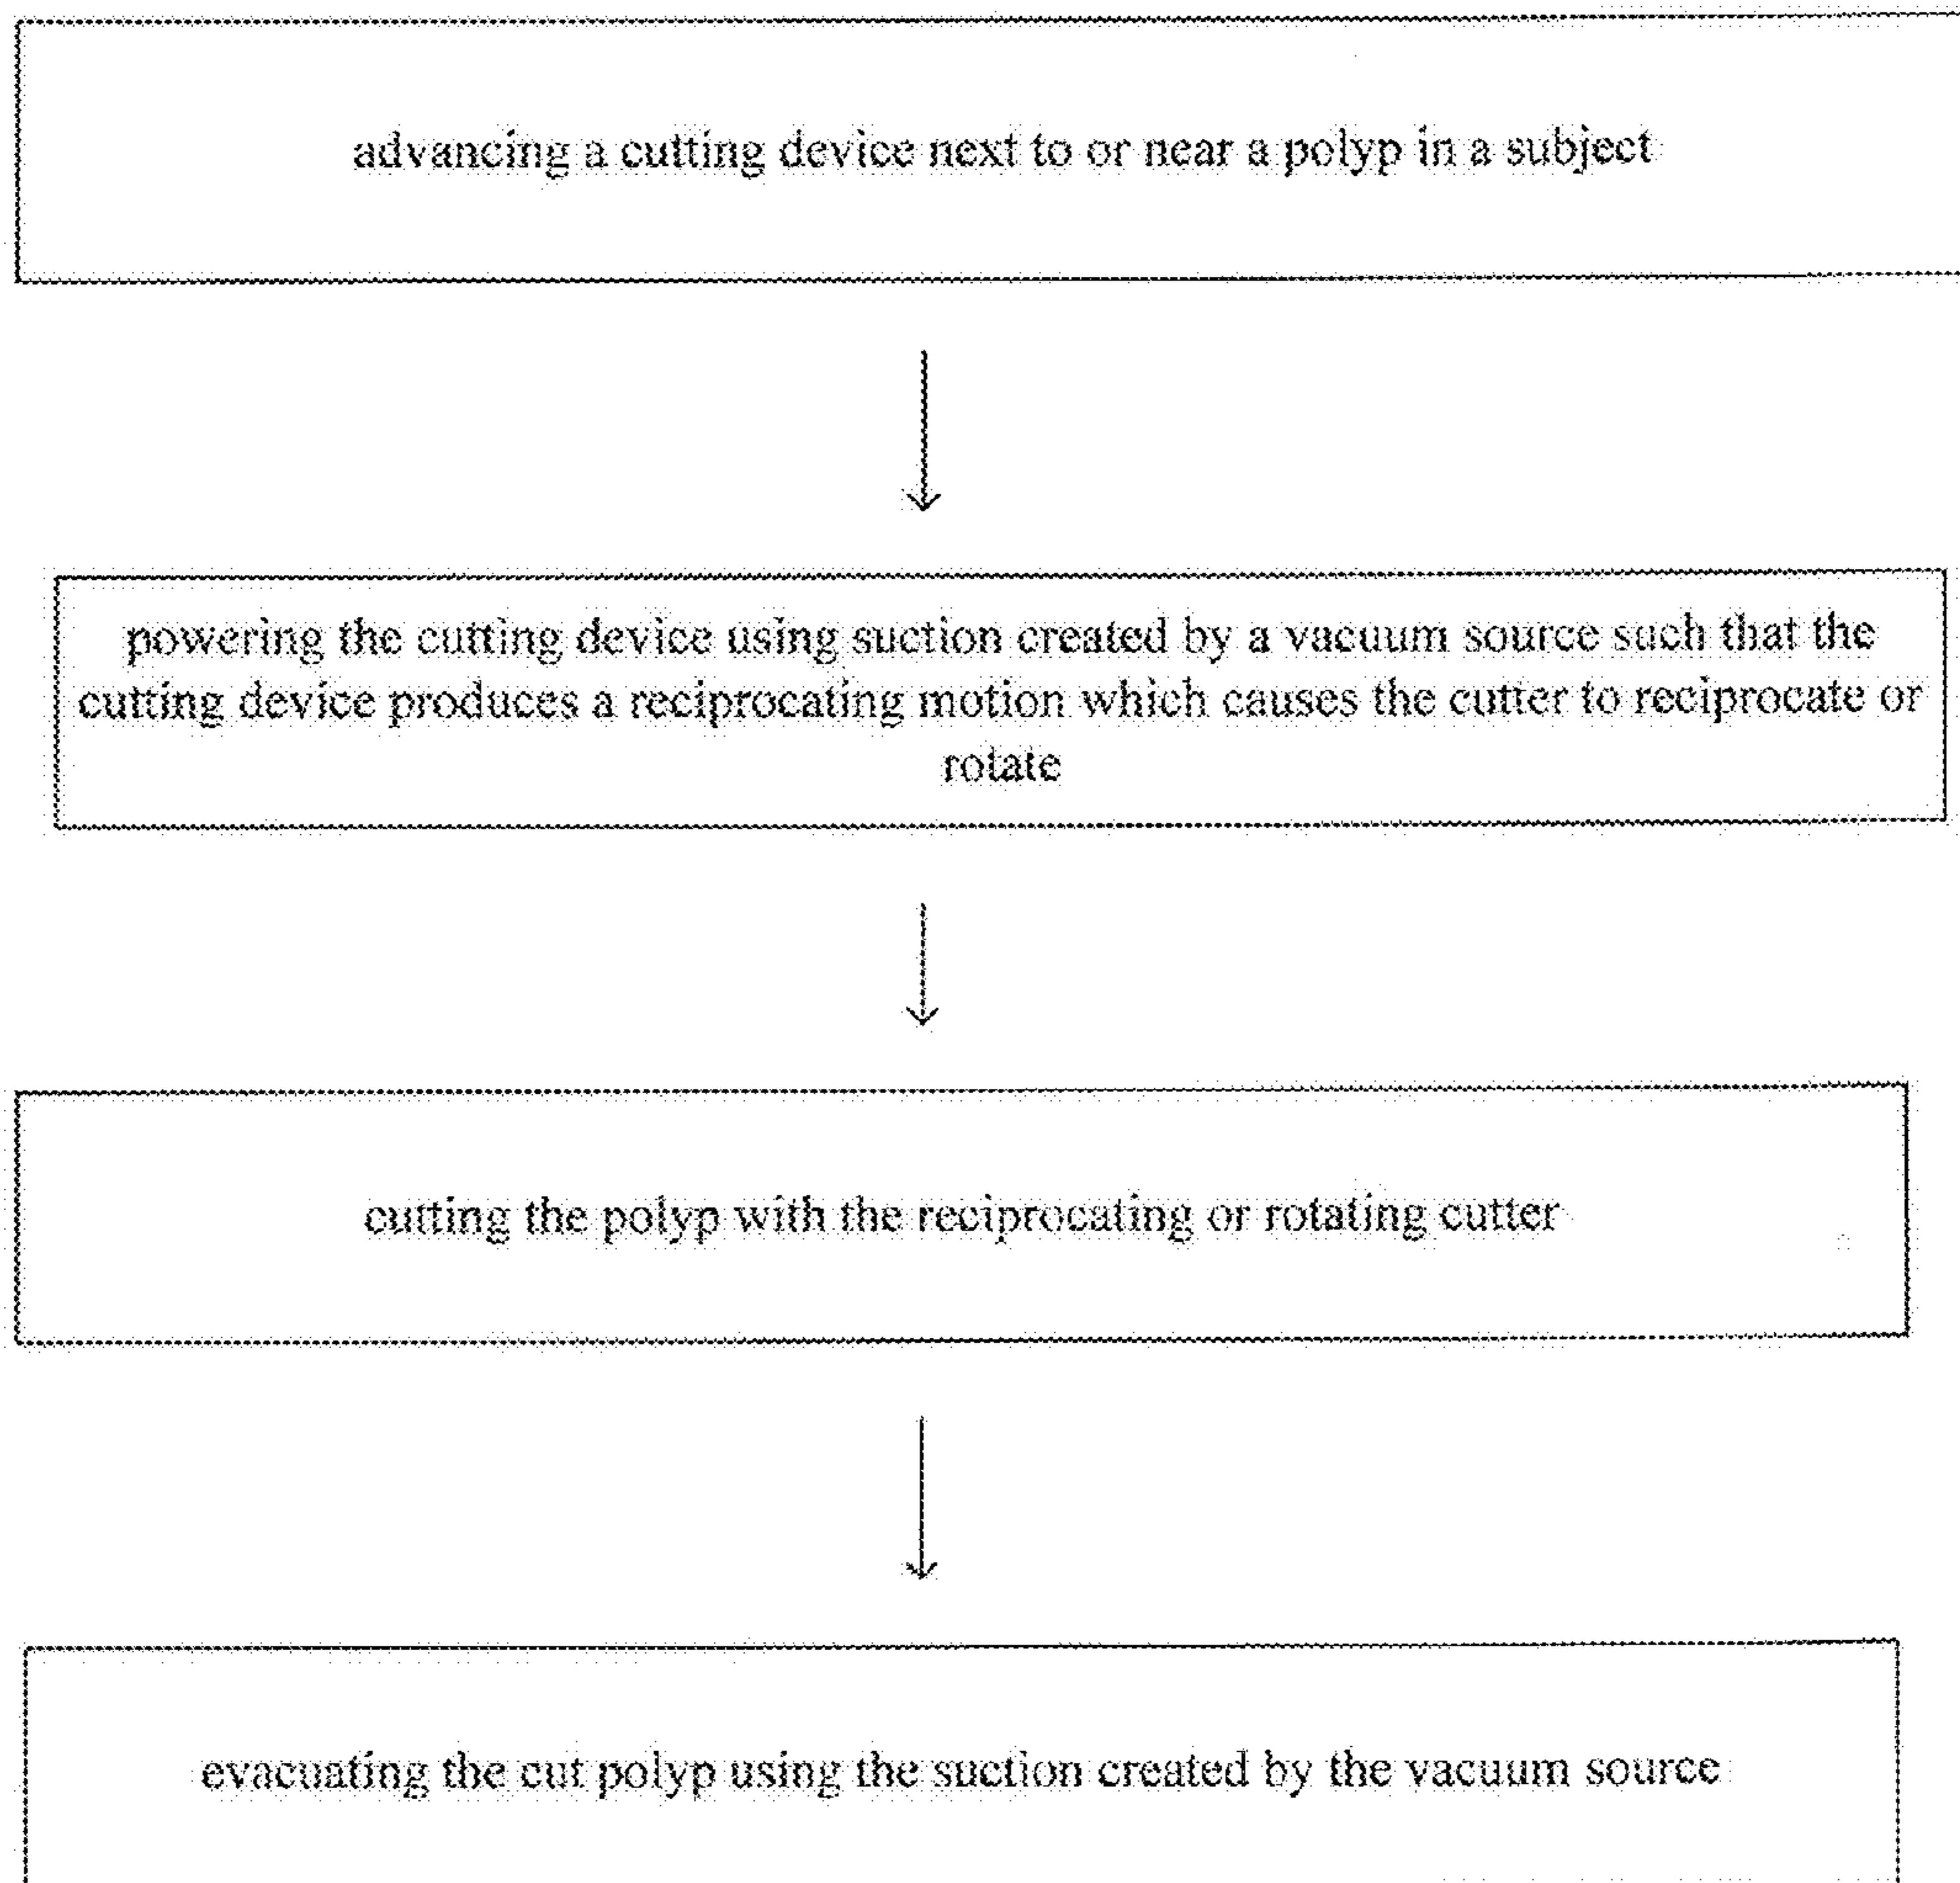 advancing a cutting device next to or near a polyp in a subject
powering the cutting device using suction created by a vacuum source such that the
cutting device produces a reciprocating motion which causes the cutter to reciprocate or
rotate
cutting the polyp with the reciprocating or rotating cutter
evacuating the cut polyp using the suction created by the vacuum source